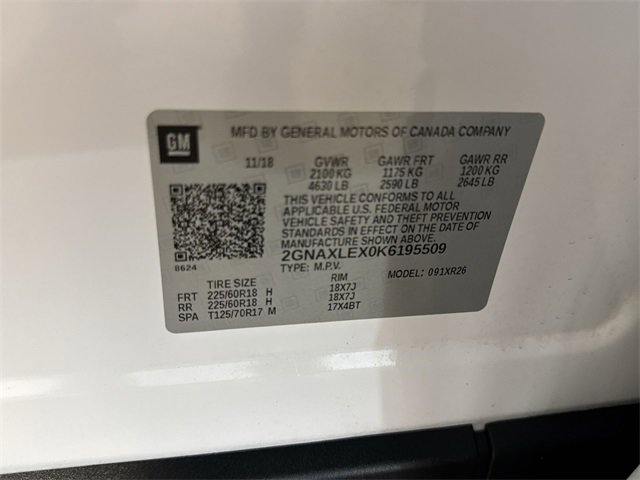 GM
MFD BY GENERAL MOTORS OF CANADA COMPANY
11/18 GVWR GAWR FRT GAWR RR
2100 KG 1175 KG 1200 KG
4630 LB 2590 LB 2645 LB
THIS VEHICLE CONFORMS TO ALL
APPLICABLE U.S. FEDERAL MOTOR
VEHICLE SAFETY AND THEFT PREVENTION
STANDARDS IN EFFECT ON THE DATE OF
MANUFACTURE SHOWN ABOVE.
2GNAXLEX0K6195509
8624 TYPE: M.P.V. MODEL: 091XR26
TIRE SIZE RIM
FRT 225/60R18 H 18X7J
RR 225/60R18 H 18X7J
SPA T125/70R17 M 17X4BT